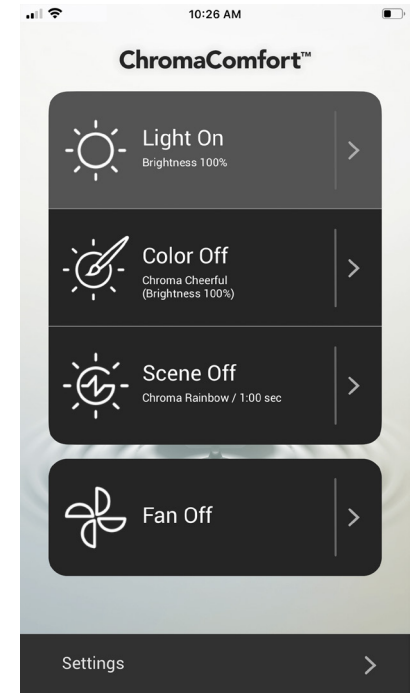 10:26 AM
ChromaComfort™
Light On
Brightness 100%
Color Off
Chroma Cheerful
(Brightness 100%)
Scene Off
Chroma Rainbow / 1:00 sec
Fan Off
Settings